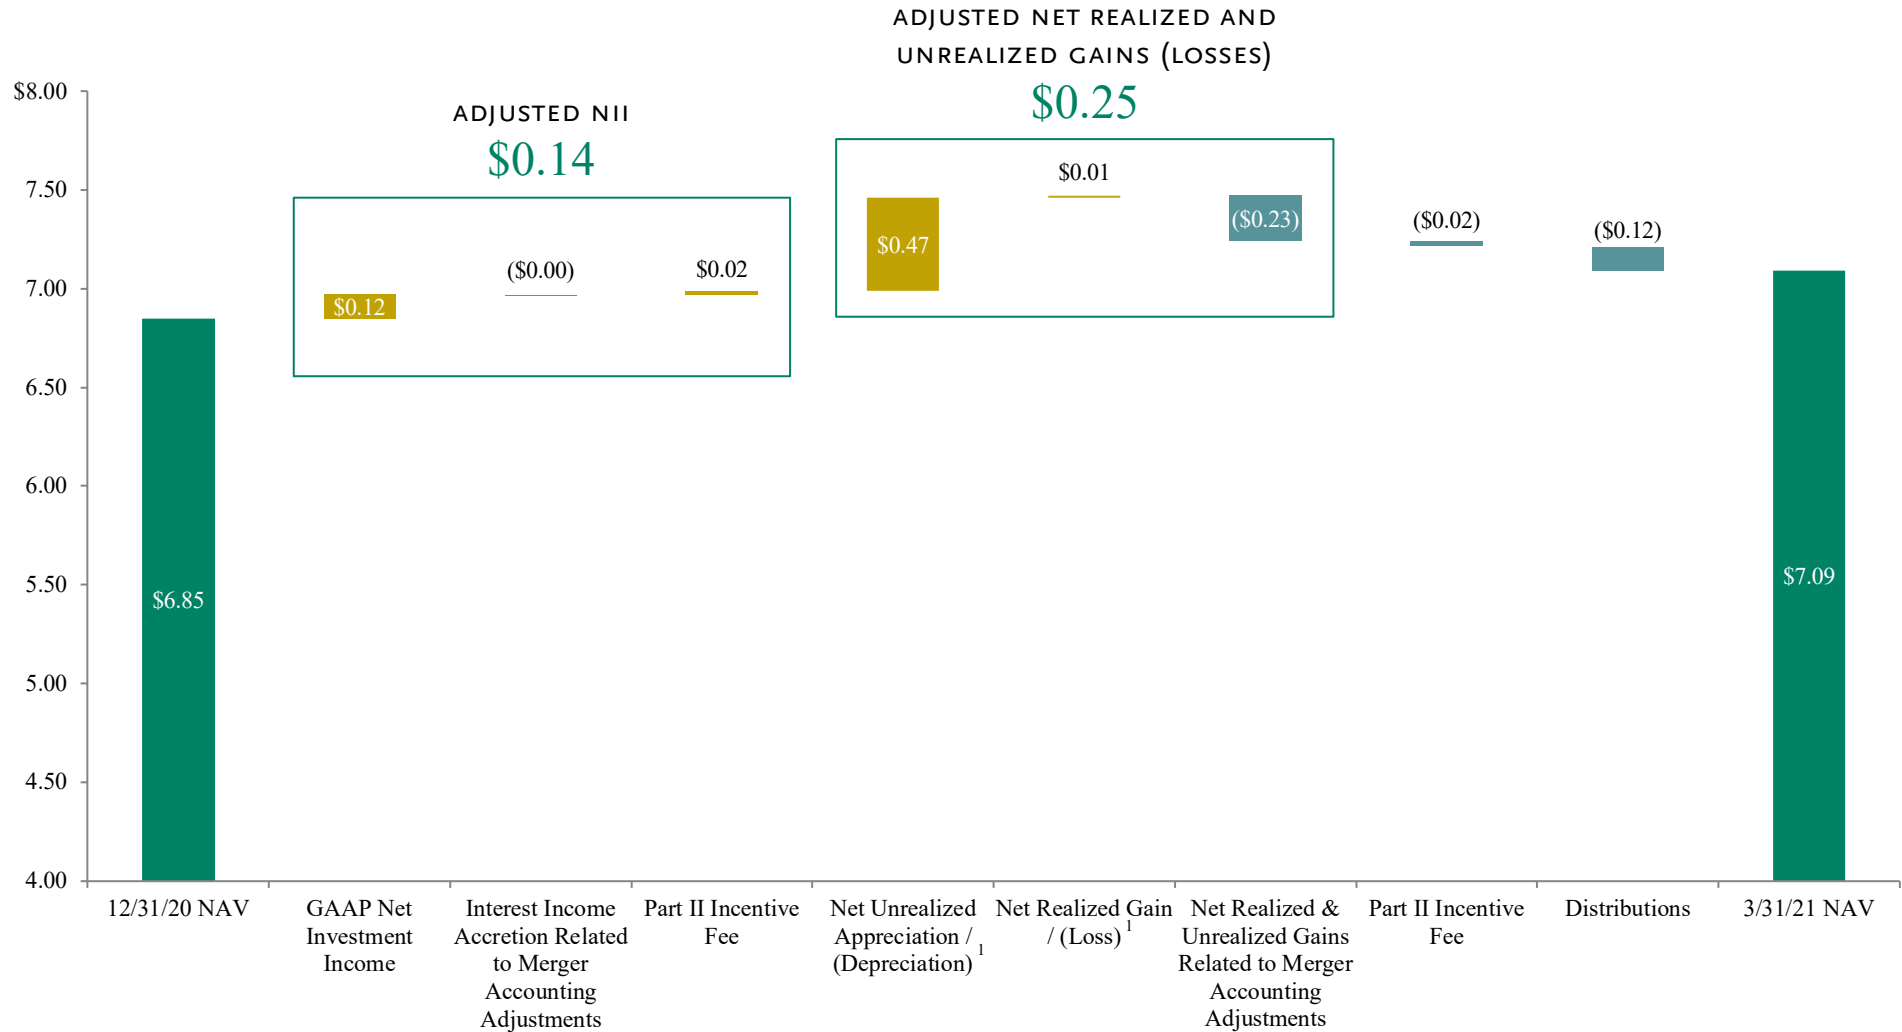 ADJUSTED NET REALIZED AND
UNREALIZED GAINS (LOSSES)
$0.25
ADJUSTED NII
$0.14
$8.00
7.50
7.00
6.50
6.00
5.50
5.00
4.50
4.00
$6.85
$0.12
($0.00)
$0.02
$0.47
$0.01
($0.23)
($0.02)
($0.12)
$7.09
12/31/20 NAV
GAAP Net
Investment
Income
Interest Income
Accretion Related
to Merger
Accounting
Adjustments
Part II Incentive
Fee
Net Unrealized
Appreciation /
(Depreciation) 1
Net Realized Gain
/ (Loss) 1
Net Realized &
Unrealized Gains
Related to Merger
Accounting
Adjustments
Part II Incentive
Fee
Distributions
3/31/21 NAV